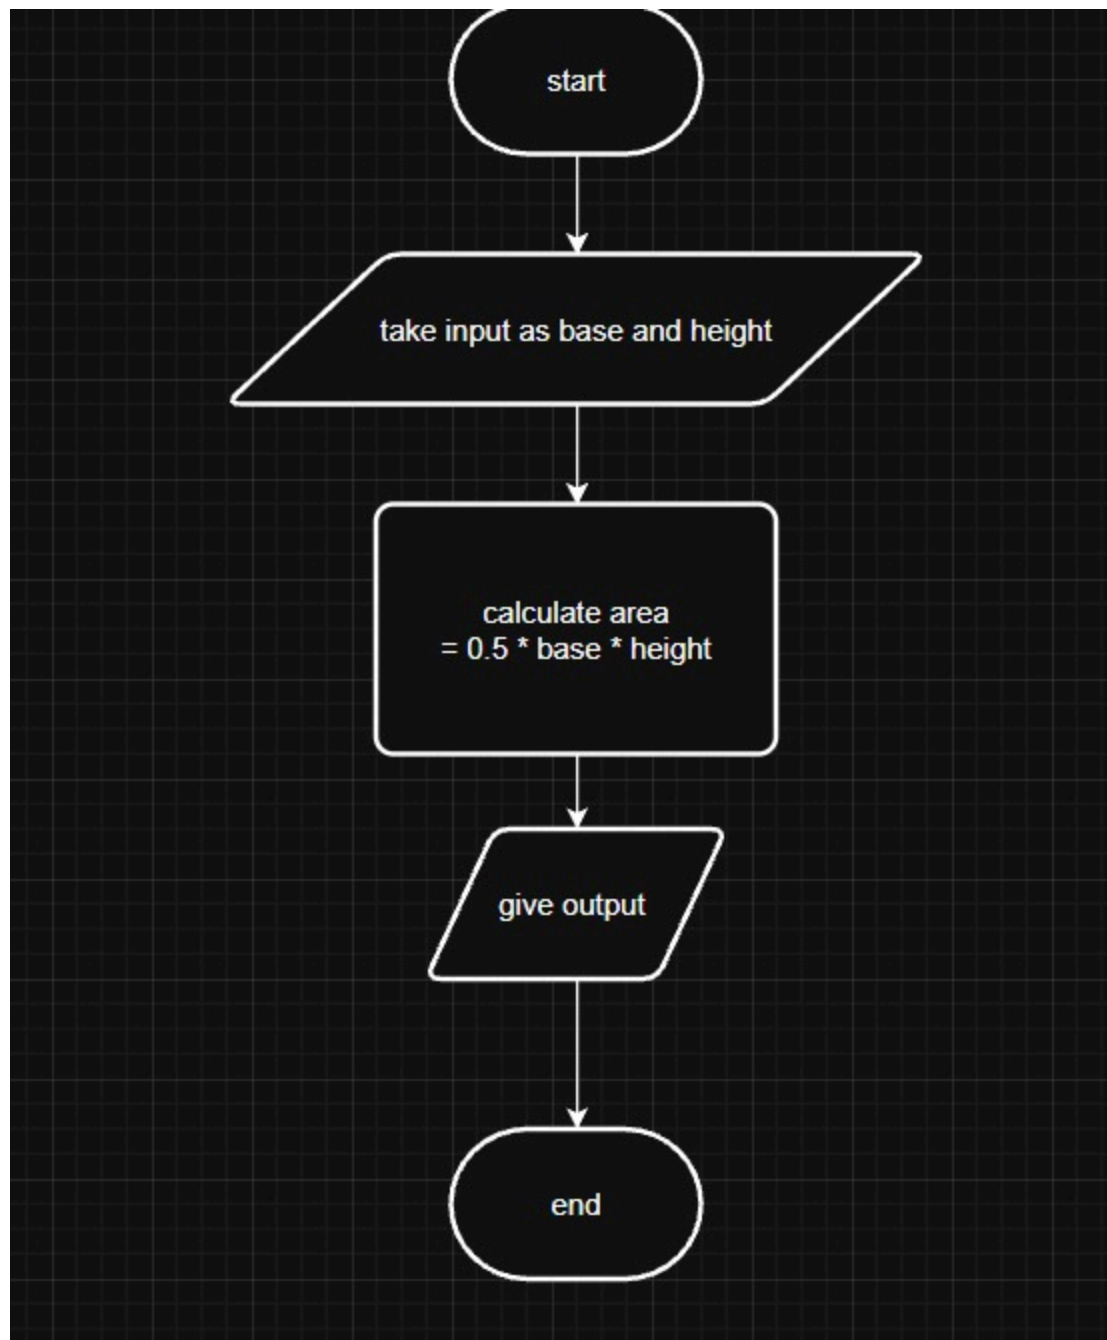 start
take input as base and height
calculate area
= 0.5 * base * height
give output
end